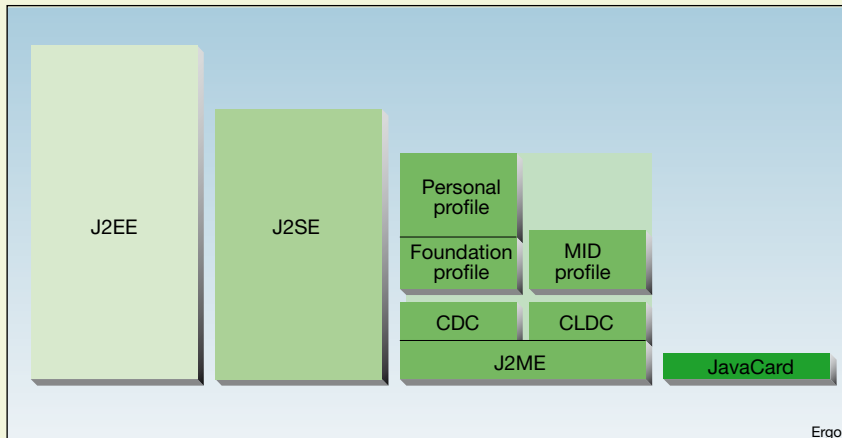 J2EE
J2SE
Personal
profile
Foundation
profile
MID
profile
CDC
CLDC
J2ME
JavaCard
Ergo